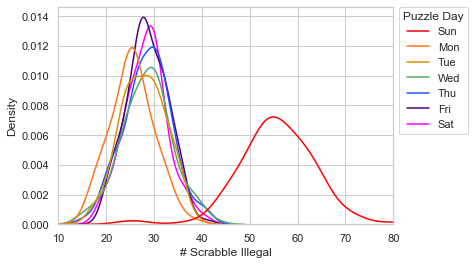 Puzzle Day
Sun
Mon
Tue
Wed
Thu
Fri
Sat
Density
0.014
0.012
0.010
0.008
0.006
0.004
0.002
0.000
10 20 30 40 50 60 70 80
# Scrabble Illegal